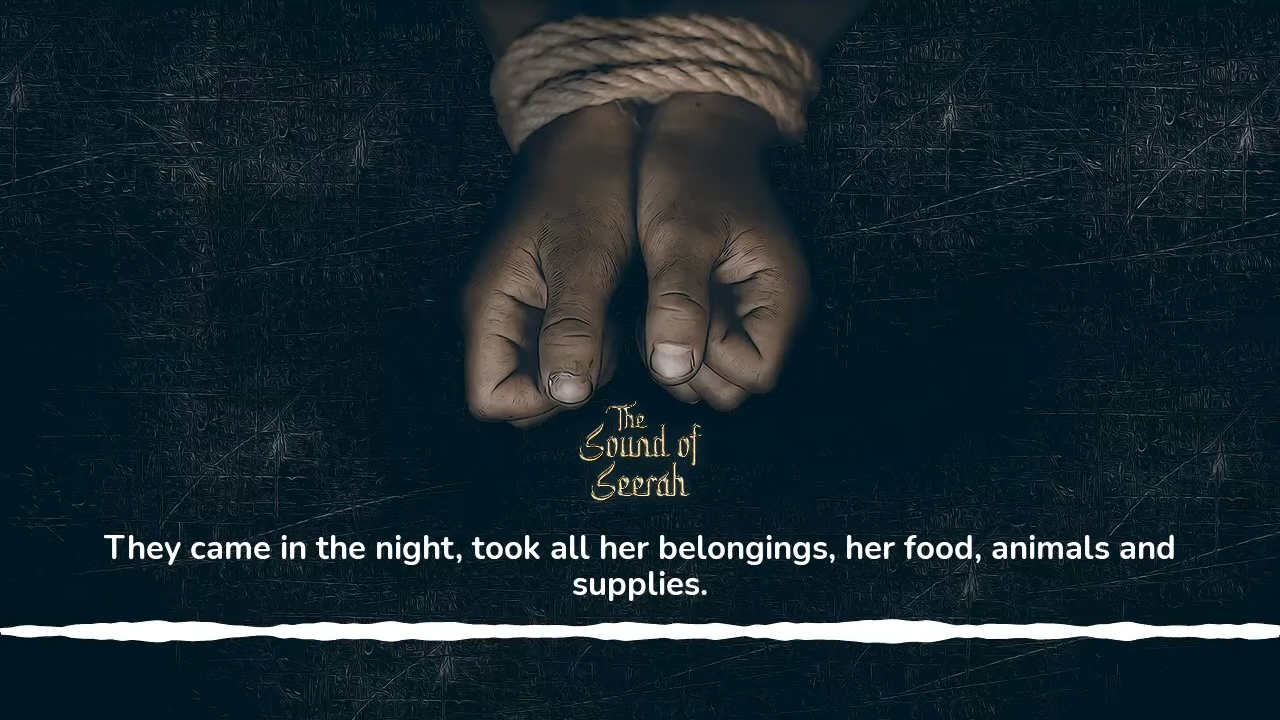 The
Sound of
Seerah
They came in the night, took all her belongings, her food, animals and
supplies.